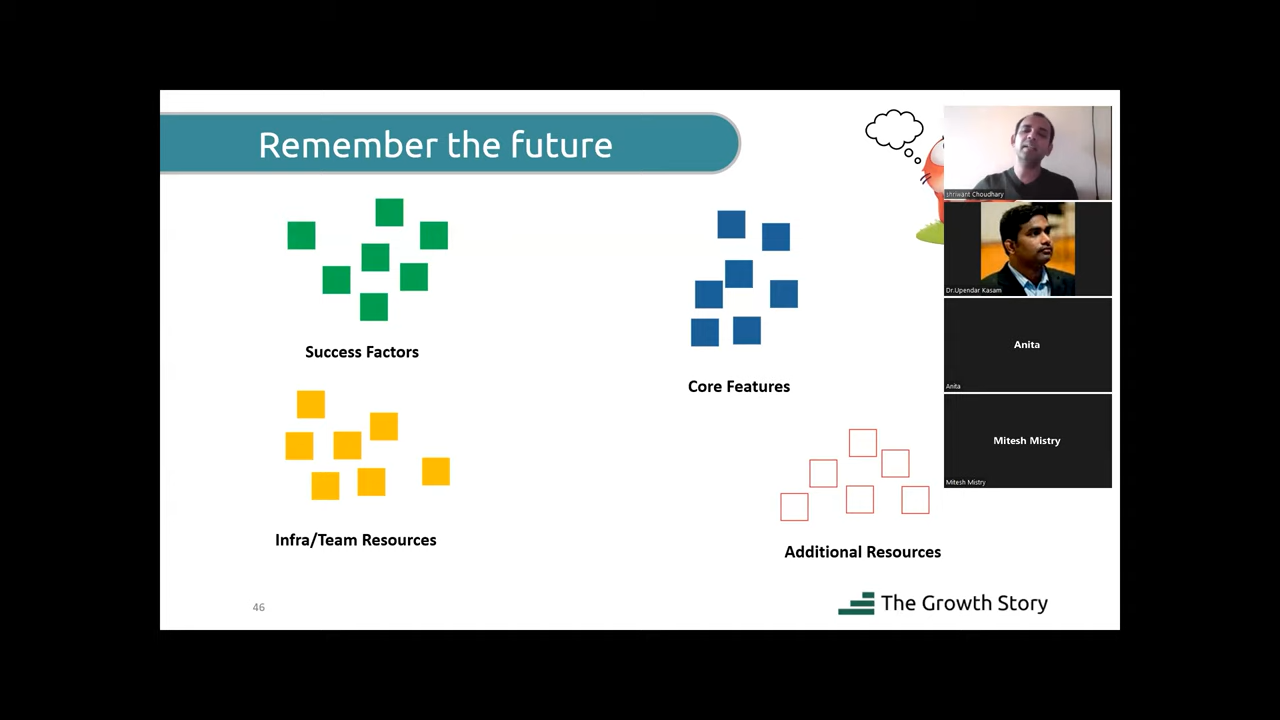 Remember the future
Success Factors
Core Features
Infra/Team Resources
Additional Resources
46
The Growth Story
shriwant Choudhary
Dr.Upendar Kasam
Anita
Anita
Mitesh Mistry
Mitesh Mistry